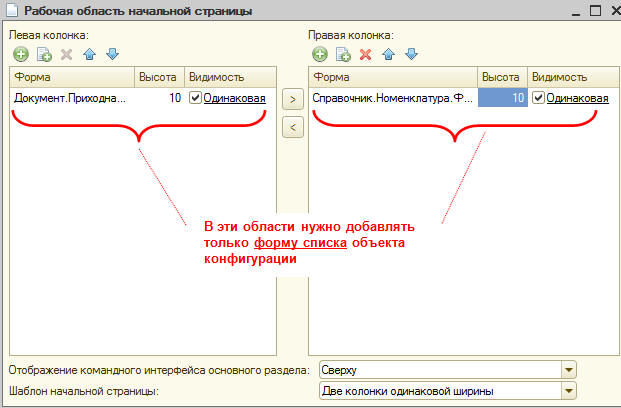 Рабочая область начальной страницы
Левая колонка:
Правая колонка:
Форма Высота Видимость
Форма Высота Видимость
Документ.Приходна... 10 Одинаковая
Справочник.Номенклатура.Ф... 10 Одинаковая
>
<
В эти области нужно добавлять
только форму списка объекта
конфигурации
Отображение командного интерфейса основного раздела: Сверху
Шаблон начальной страницы: Две колонки одинаковой ширины